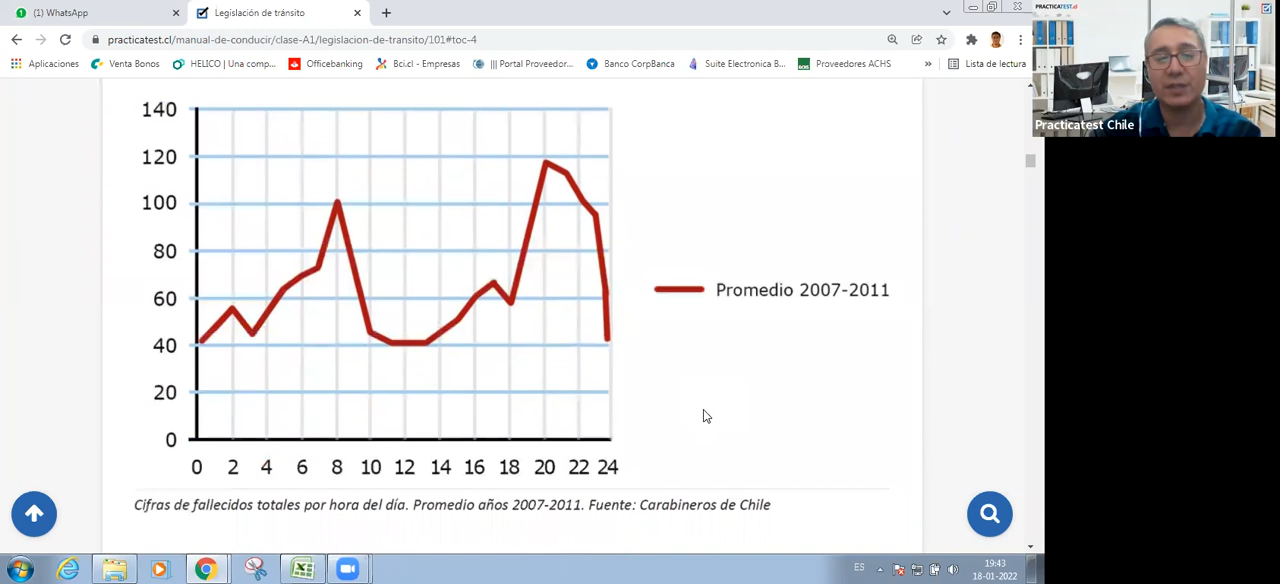 (1) WhatsApp
Legislación de tránsito
practicatest.cl/manual-de-conducir/clase-A1/legislacion-de-transito/101#toc-4
Aplicaciones
Venta Bonos
HELICO | Una comp...
Officebanking
Bci.cl - Empresas
||| Portal Proveedor...
Banco CorpBanca
Suite Electronica B...
Proveedores ACHS
»
Lista de lectura
PRACTICATEST.cl
Practicatest Chile
140
120
100
80
60
40
20
0
0 2 4 6 8 10 12 14 16 18 20 22 24
Promedio 2007-2011
Cifras de fallecidos totales por hora del día. Promedio años 2007-2011. Fuente: Carabineros de Chile
ES
19:43
18-01-2022